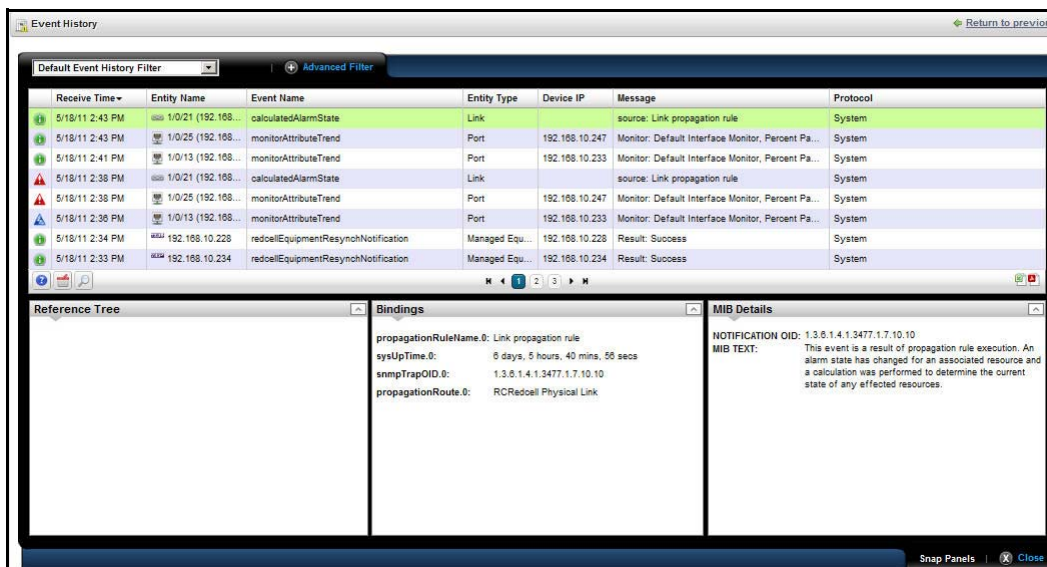 Event History
Return to previou
Default Event History Filter
Advanced Filter
Receive Time Entity Name Event Name Entity Type Device IP Message Protocol
5/18/11 2:43 PM 1/0/21 (192.168... calculatedAlarmState Link source: Link propagation rule System
5/18/11 2:43 PM 1/0/25 (192.168... monitorAttributeTrend Port 192.168.10.247 Monitor: Default Interface Monitor, Percent Pa... System
5/18/11 2:41 PM 1/0/13 (192.168... monitorAttributeTrend Port 192.168.10.233 Monitor: Default Interface Monitor, Percent Pa... System
5/18/11 2:38 PM 1/0/21 (192.168... calculatedAlarmState Link source: Link propagation rule System
5/18/11 2:38 PM 1/0/25 (192.168... monitorAttributeTrend Port 192.168.10.247 Monitor: Default Interface Monitor, Percent Pa... System
5/18/11 2:36 PM 1/0/13 (192.168... monitorAttributeTrend Port 192.168.10.233 Monitor: Default Interface Monitor, Percent Pa... System
5/18/11 2:34 PM 192.168.10.228 redcellEquipmentResynchNotification Managed Equ... 192.168.10.228 Result: Success System
5/18/11 2:33 PM 192.168.10.234 redcellEquipmentResynchNotification Managed Equ... 192.168.10.234 Result: Success System
1 2 3
Reference Tree
Bindings
propagationRuleName.0: Link propagation rule
sysUpTime.0: 6 days, 5 hours, 40 mins, 56 secs
snmpTrapOID.0: 1.3.6.1.4.1.3477.1.7.10.10
propagationRoute.0: RCRedcell Physical Link
MIB Details
NOTIFICATION OID: 1.3.6.1.4.1.3477.1.7.10.10
MIB TEXT: This event is a result of propagation rule execution. An
alarm state has changed for an associated resource and
a calculation was performed to determine the current
state of any effected resources.
Snap Panels
Close